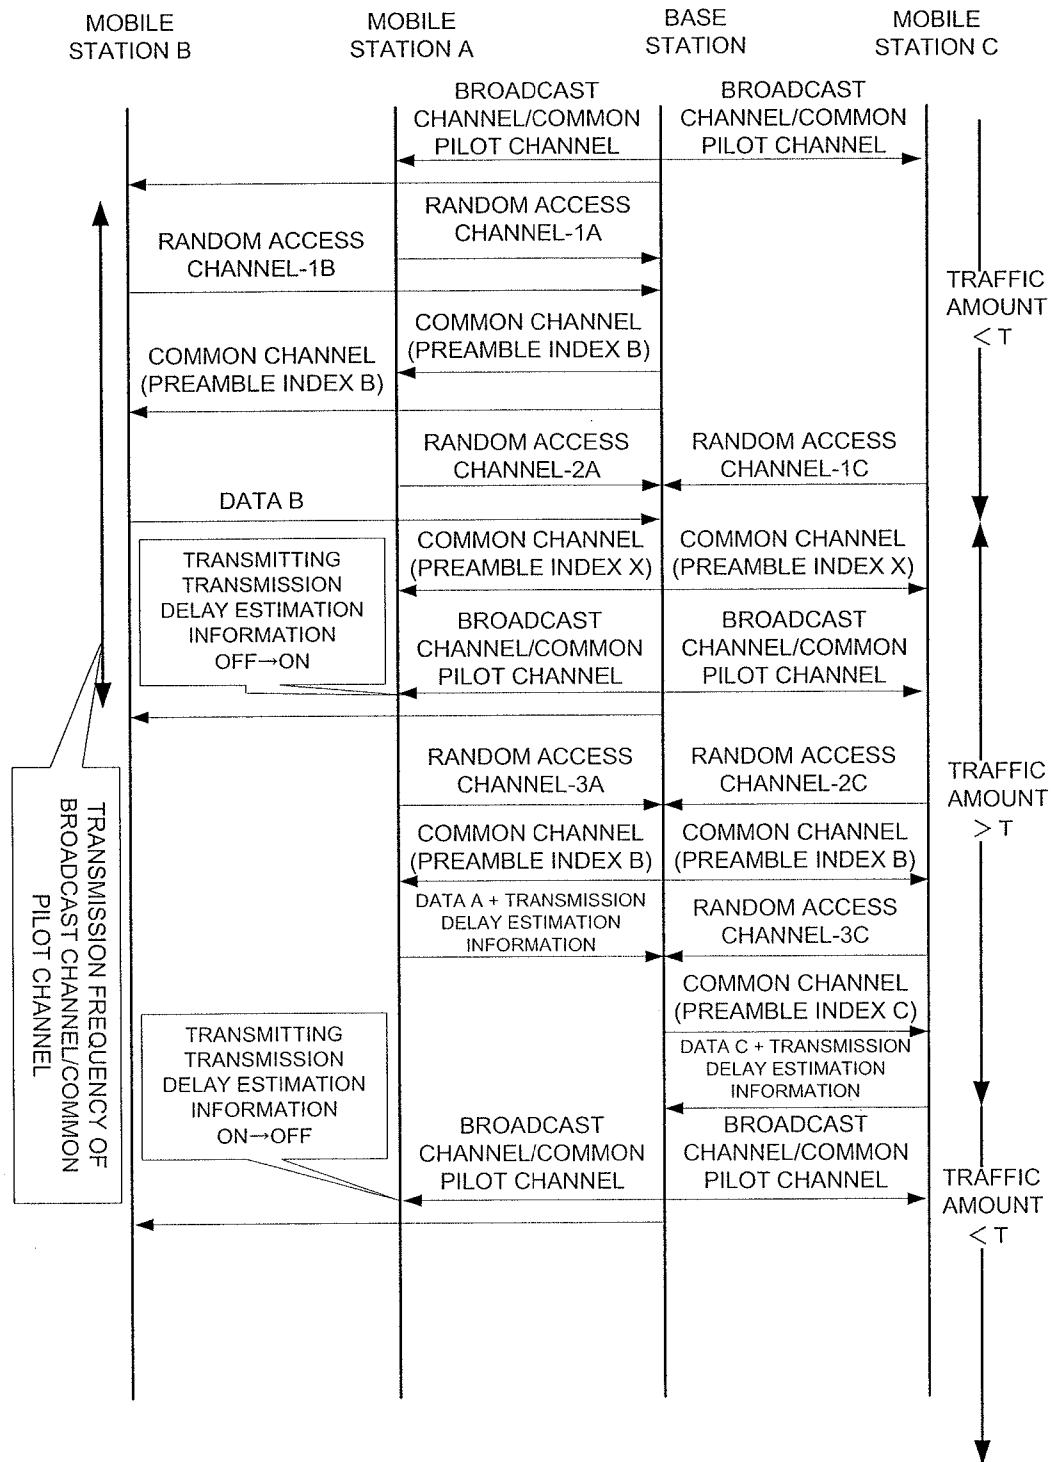 MOBILE
STATION B
MOBILE
STATION A
BASE
STATION
MOBILE
STATION C
BROADCAST
CHANNEL/COMMON
PILOT CHANNEL
BROADCAST
CHANNEL/COMMON
PILOT CHANNEL
RANDOM ACCESS
CHANNEL-1A
RANDOM ACCESS
CHANNEL-1B
TRAFFIC
AMOUNT
< T
COMMON CHANNEL
(PREAMBLE INDEX B)
COMMON CHANNEL
(PREAMBLE INDEX B)
RANDOM ACCESS
CHANNEL-2A
RANDOM ACCESS
CHANNEL-1C
DATA B
COMMON CHANNEL
(PREAMBLE INDEX X)
COMMON CHANNEL
(PREAMBLE INDEX X)
TRANSMITTING
TRANSMISSION
DELAY ESTIMATION
INFORMATION
OFF→ON
BROADCAST
CHANNEL/COMMON
PILOT CHANNEL
BROADCAST
CHANNEL/COMMON
PILOT CHANNEL
RANDOM ACCESS
CHANNEL-3A
RANDOM ACCESS
CHANNEL-2C
TRAFFIC
AMOUNT
> T
TRANSMISSION FREQUENCY OF
BROADCAST CHANNEL/COMMON
PILOT CHANNEL
COMMON CHANNEL
(PREAMBLE INDEX B)
COMMON CHANNEL
(PREAMBLE INDEX B)
DATA A + TRANSMISSION
DELAY ESTIMATION
INFORMATION
RANDOM ACCESS
CHANNEL-3C
COMMON CHANNEL
(PREAMBLE INDEX C)
TRANSMITTING
TRANSMISSION
DELAY ESTIMATION
INFORMATION
ON→OFF
DATA C + TRANSMISSION
DELAY ESTIMATION
INFORMATION
BROADCAST
CHANNEL/COMMON
PILOT CHANNEL
BROADCAST
CHANNEL/COMMON
PILOT CHANNEL
TRAFFIC
AMOUNT
< T